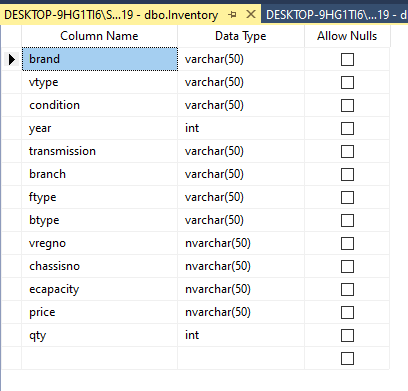 DESKTOP-9HG1TI6\S...19 - dbo.Inventory DESKTOP-9HG1TI6\...19 - dbo
Column Name Data Type Allow Nulls
brand varchar(50)
vtype varchar(50)
condition varchar(50)
year int
transmission varchar(50)
branch varchar(50)
ftype varchar(50)
btype varchar(50)
vregno nvarchar(50)
chassisno nvarchar(50)
ecapacity nvarchar(50)
price nvarchar(50)
qty int